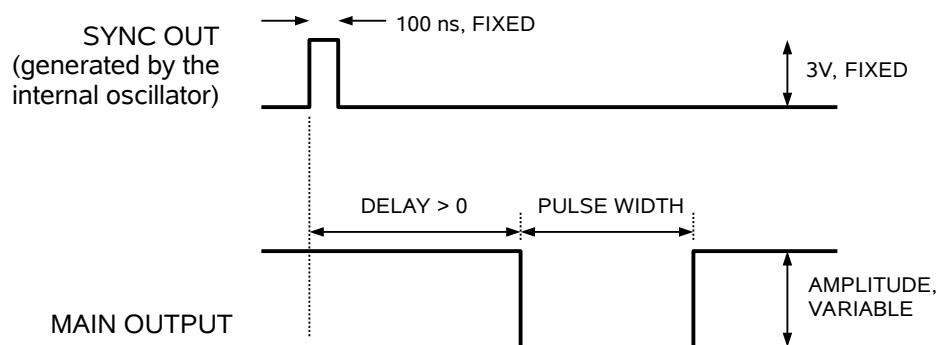 100 ns, FIXED
SYNC OUT
(generated by the
internal oscillator)
3V, FIXED
DELAY > 0
PULSE WIDTH
AMPLITUDE,
VARIABLE
MAIN OUTPUT